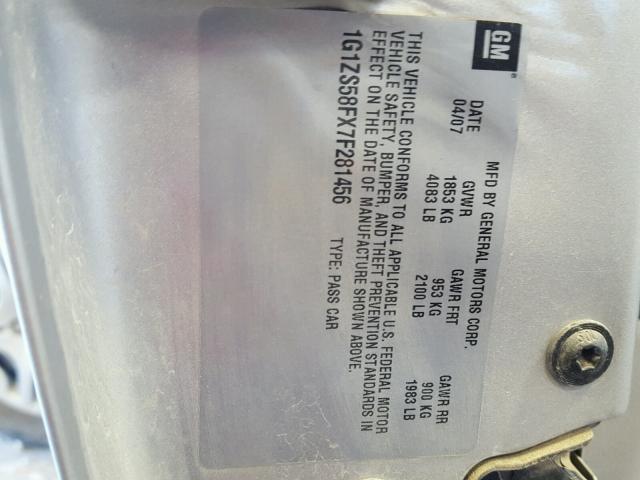 GM
MFD BY GENERAL MOTORS CORP.
DATE GVWR GAWR FRT GAWR RR
04/07 1853 KG 953 KG 900 KG
4083 LB 2100 LB 1983 LB
THIS VEHICLE CONFORMS TO ALL APPLICABLE U.S. FEDERAL MOTOR
VEHICLE SAFETY, BUMPER, AND THEFT PREVENTION STANDARDS IN
EFFECT ON THE DATE OF MANUFACTURE SHOWN ABOVE.
1G1ZS58FX7F281456 TYPE: PASS CAR